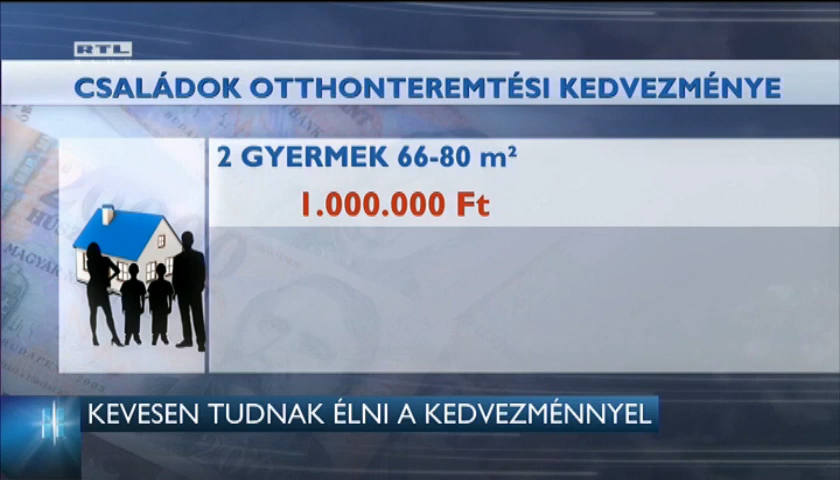 RTL
CSALÁDOK OTTHONTEREMTÉSI KEDVEZMÉNYE
2 GYERMEK 66-80 m²
1.000.000 Ft
KEVESEN TUDNAK ÉLNI A KEDVEZMÉNNYEL